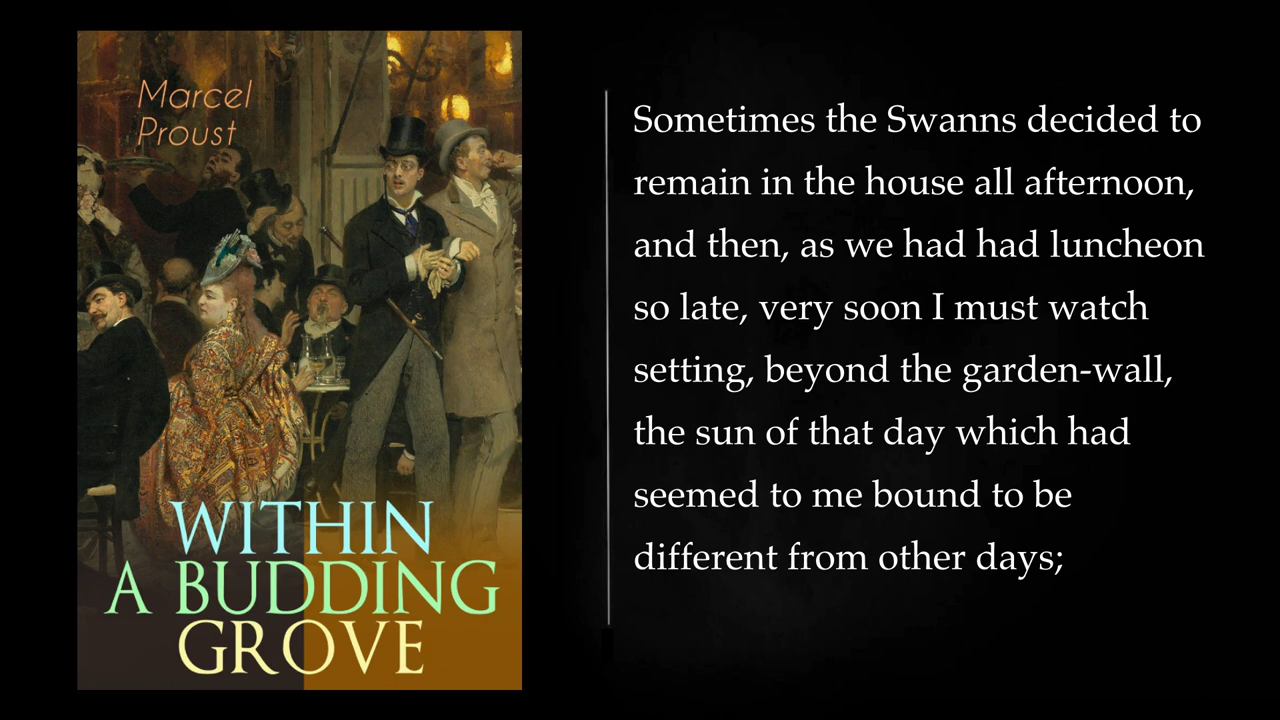 Marcel
Proust
WITHIN
A BUDDING
GROVE
Sometimes the Swanns decided to
remain in the house all afternoon,
and then, as we had had luncheon
so late, very soon I must watch
setting, beyond the garden-wall,
the sun of that day which had
seemed to me bound to be
different from other days;